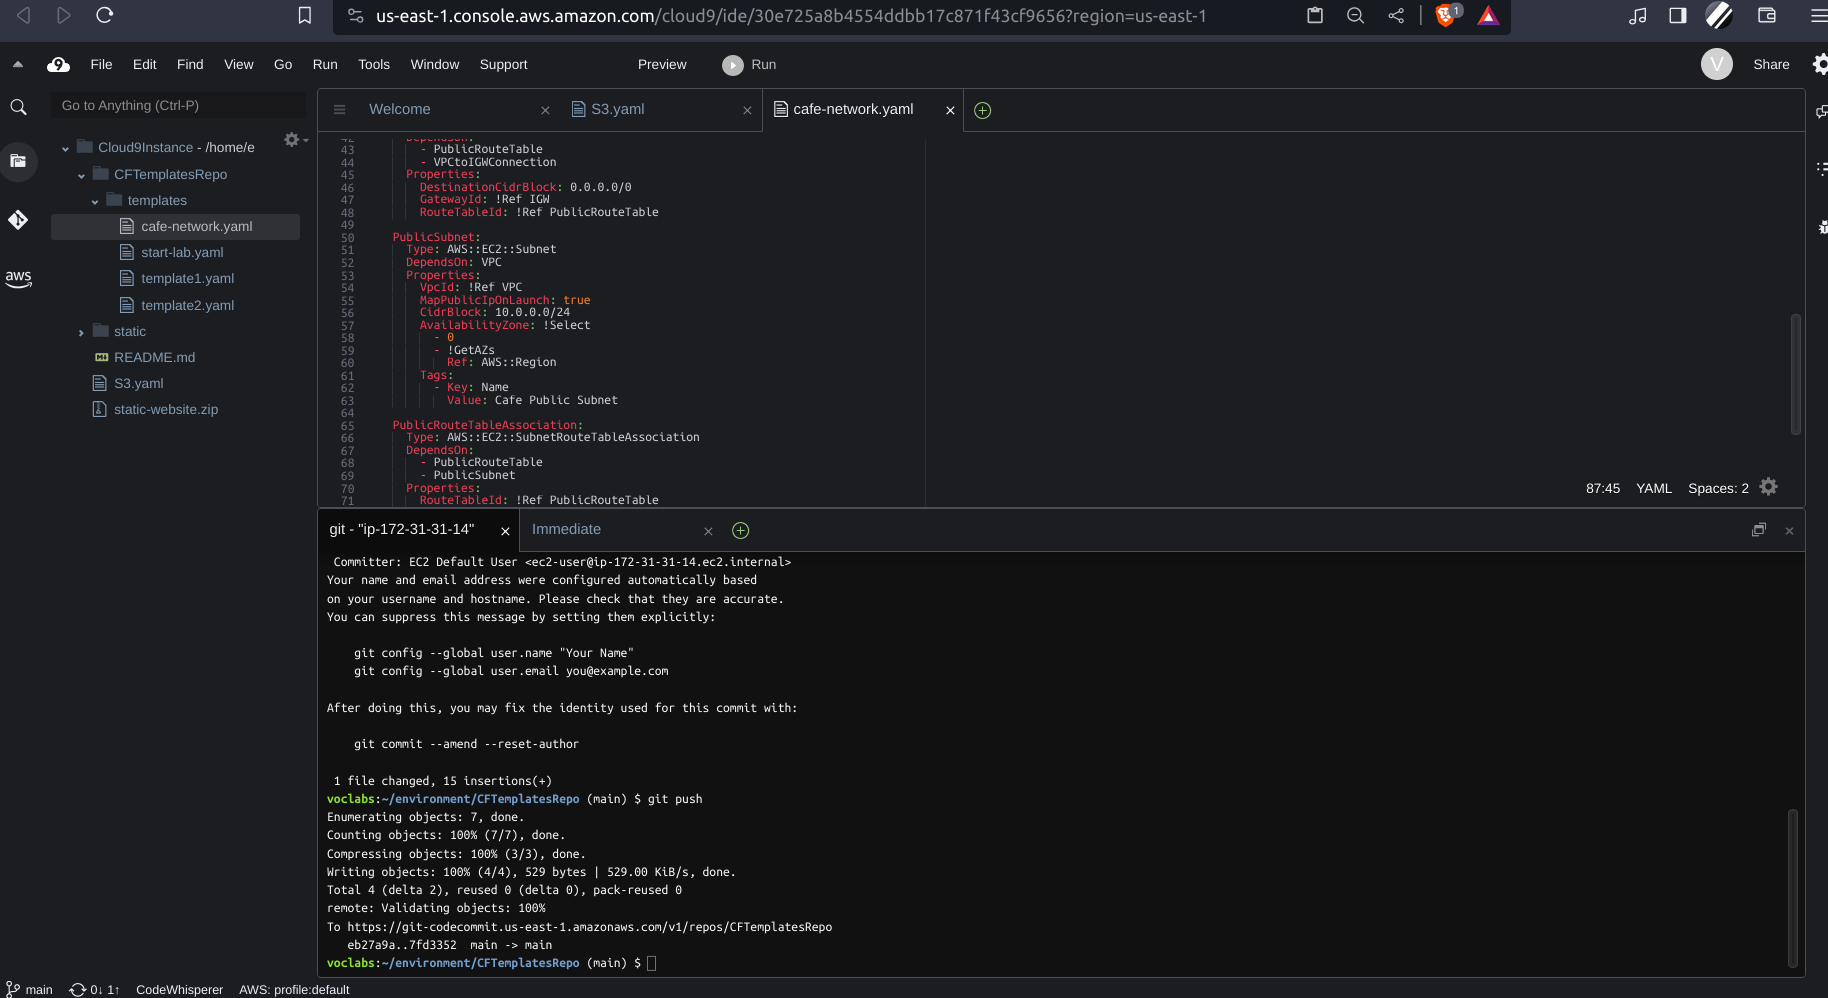 us-east-1.console.aws.amazon.com/cloud9/ide/30e725a8b4554ddbb17c871f43cf9656?region=us-east-1
1
9
File Edit Find View Go Run Tools Window Support Preview Run
V Share
Go to Anything (Ctrl-P)
Cloud9Instance - /home/e
CFTemplatesRepo
templates
cafe-network.yaml
start-lab.yaml
template1.yaml
template2.yaml
static
README.md
S3.yaml
static-website.zip
aws
Welcome S3.yaml cafe-network.yaml
42 DependsOn:
43 - PublicRouteTable
44 - VPCtoIGWConnection
45 Properties:
46 DestinationCidrBlock: 0.0.0.0/0
47 GatewayId: !Ref IGW
48 RouteTableId: !Ref PublicRouteTable
49
50 PublicSubnet:
51 Type: AWS::EC2::Subnet
52 DependsOn: VPC
53 Properties:
54 VpcId: !Ref VPC
55 MapPublicIpOnLaunch: true
56 CidrBlock: 10.0.0.0/24
57 AvailabilityZone: !Select
58 - 0
59 - !GetAZs
60 Ref: AWS::Region
61 Tags:
62 - Key: Name
63 Value: Cafe Public Subnet
64
65 PublicRouteTableAssociation:
66 Type: AWS::EC2::SubnetRouteTableAssociation
67 DependsOn:
68 - PublicRouteTable
69 - PublicSubnet
70 Properties:
71 RouteTableId: !Ref PublicRouteTable
87:45 YAML Spaces: 2
git - "ip-172-31-31-14" Immediate
Committer: EC2 Default User <ec2-user@ip-172-31-31-14.ec2.internal>
Your name and email address were configured automatically based
on your username and hostname. Please check that they are accurate.
You can suppress this message by setting them explicitly:
git config --global user.name "Your Name"
git config --global user.email you@example.com
After doing this, you may fix the identity used for this commit with:
git commit --amend --reset-author
1 file changed, 15 insertions(+)
voclabs:~/environment/CFTemplatesRepo (main) $ git push
Enumerating objects: 7, done.
Counting objects: 100% (7/7), done.
Compressing objects: 100% (3/3), done.
Writing objects: 100% (4/4), 529 bytes | 529.00 KiB/s, done.
Total 4 (delta 2), reused 0 (delta 0), pack-reused 0
remote: Validating objects: 100%
To https://git-codecommit.us-east-1.amazonaws.com/v1/repos/CFTemplatesRepo
eb27a9a..7fd3352 main -> main
voclabs:~/environment/CFTemplatesRepo (main) $
main 0↓ 1↑ CodeWhisperer AWS: profile:default